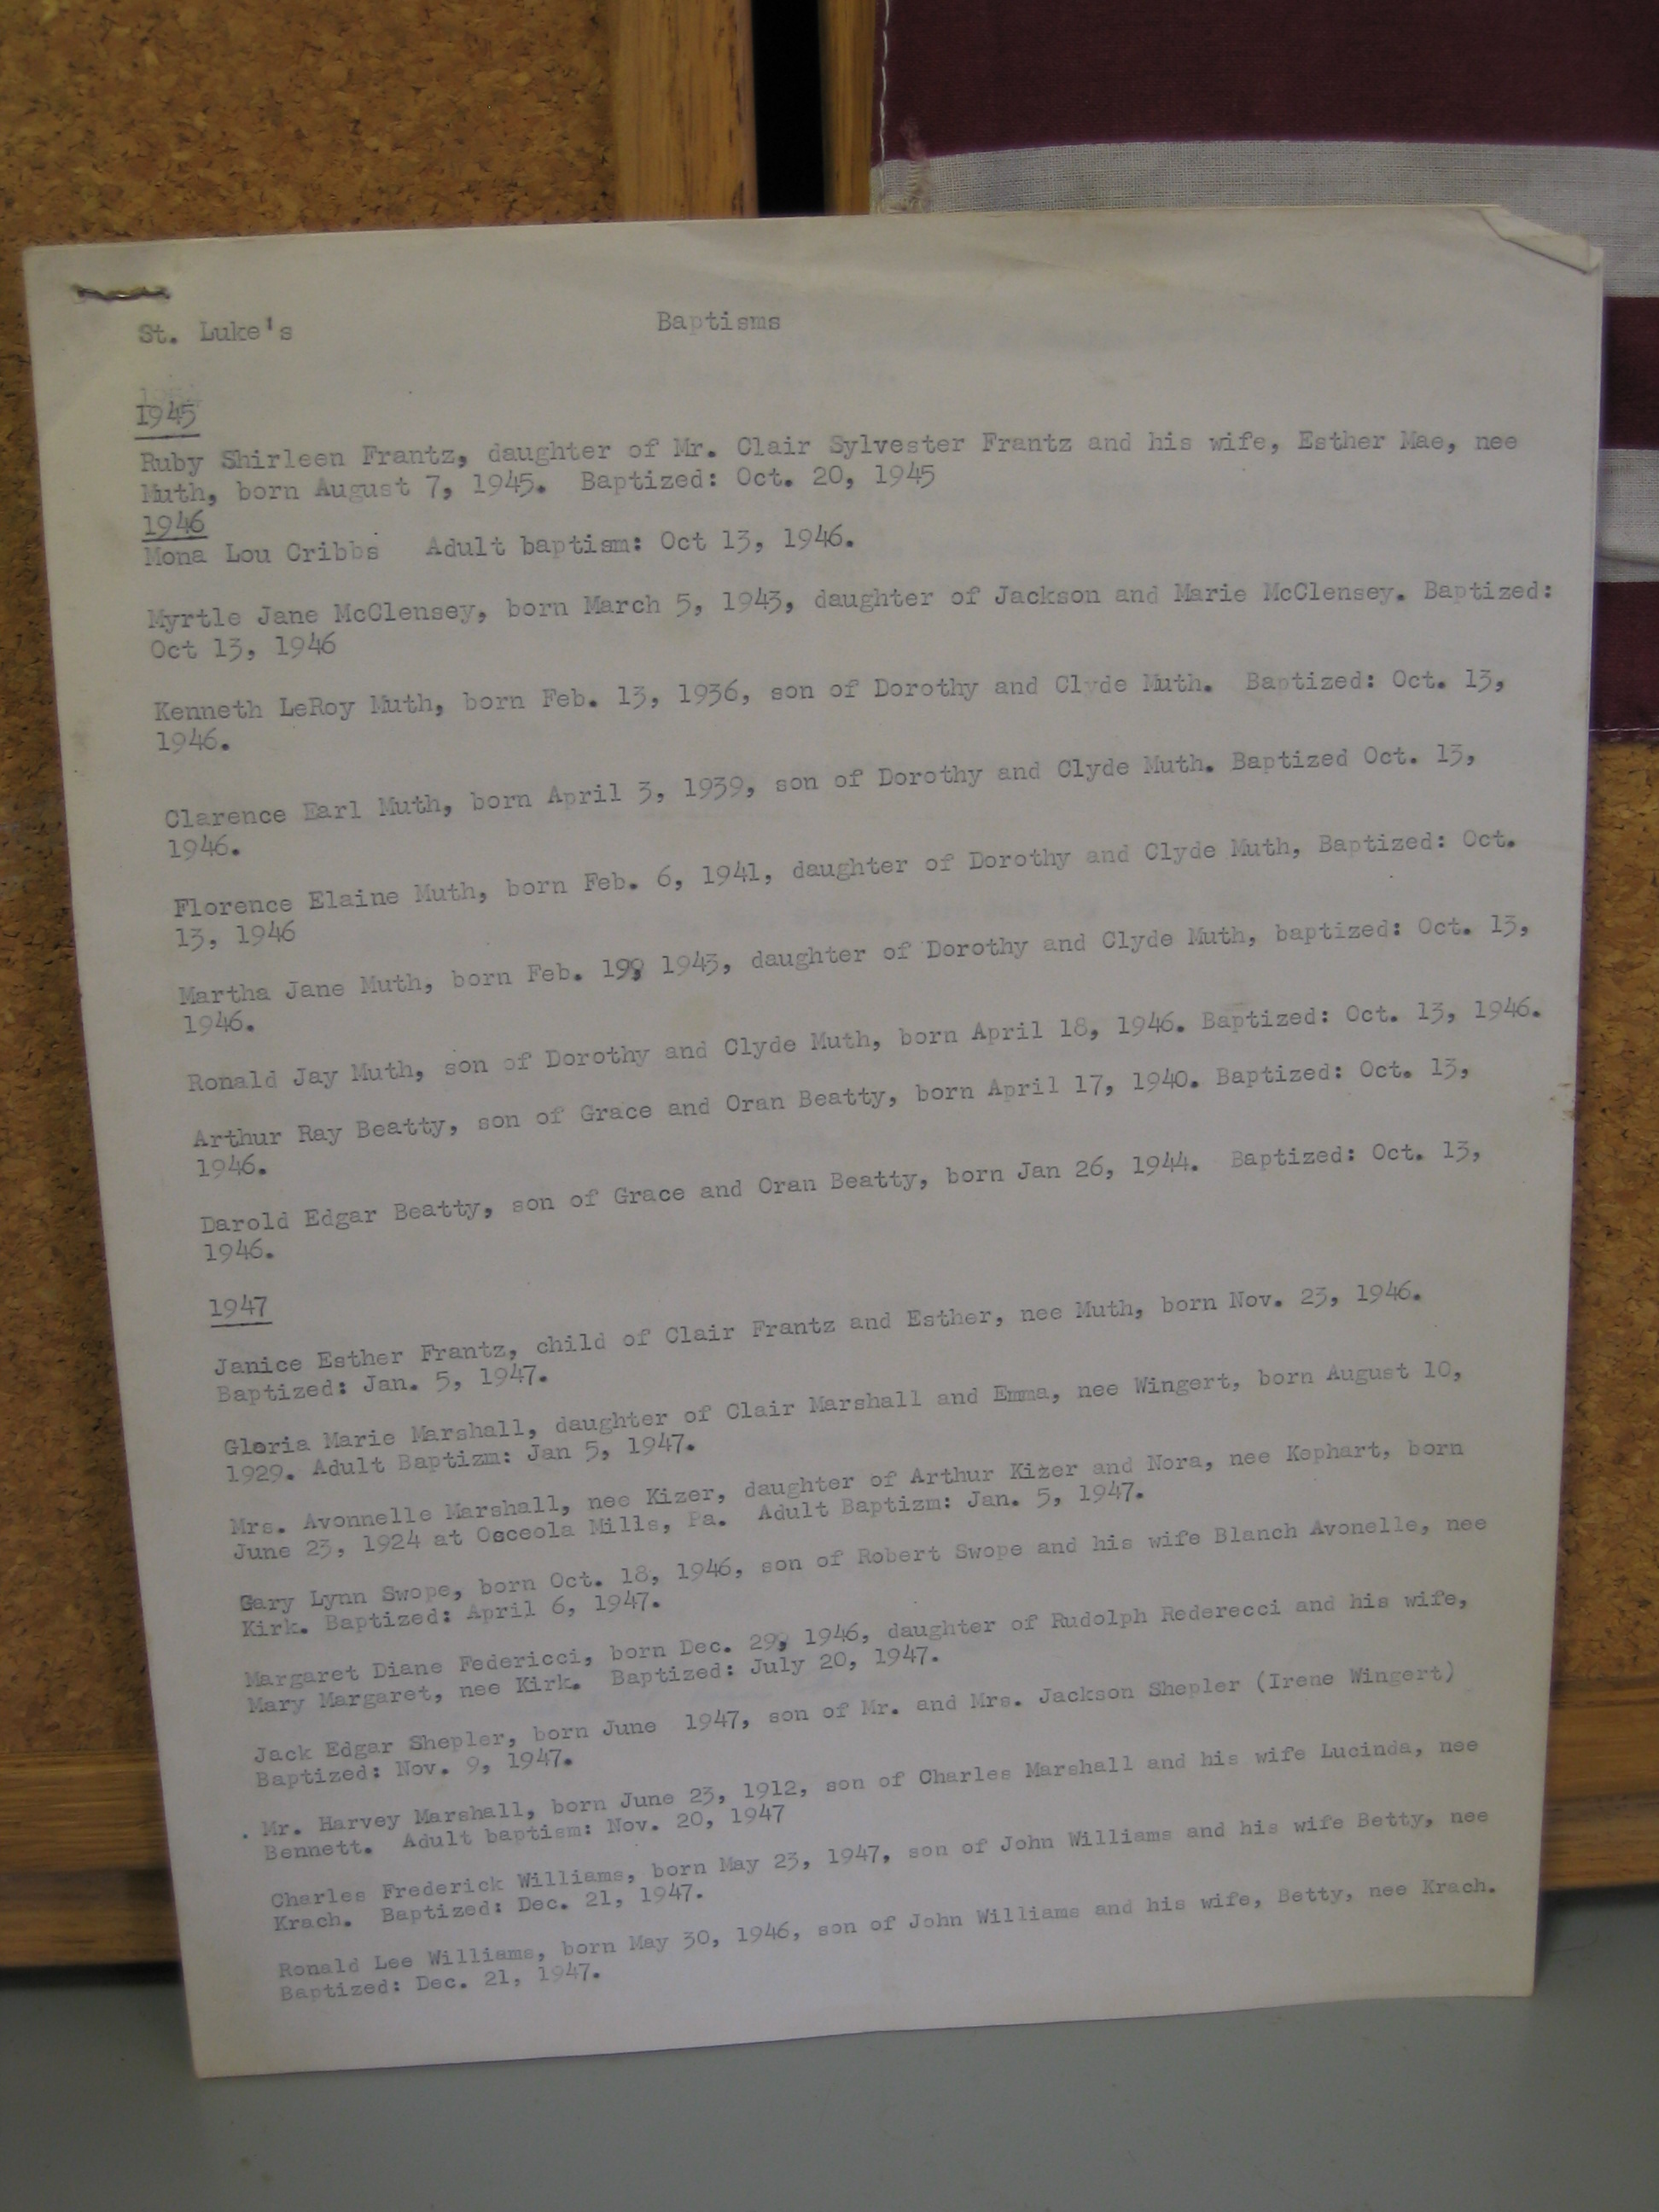 St. Luke's Baptisms
1945
Ruby Shirleen Frantz, daughter of Mr. Clair Sylvester Frantz and his wife, Esther Mae, nee
Muth, born August 7, 1945. Baptized: Oct. 20, 1945
1946
Mona Lou Cribbs Adult baptism: Oct 13, 1946.
Myrtle Jane McClensey, born March 5, 1943, daughter of Jackson and Marie McClensey. Baptized:
Oct 13, 1946
Kenneth LeRoy Muth, born Feb. 13, 1936, son of Dorothy and Clyde Muth. Baptized: Oct. 13,
1946.
Clarence Earl Muth, born April 3, 1939, son of Dorothy and Clyde Muth. Baptized Oct. 13,
1946.
Florence Elaine Muth, born Feb. 6, 1941, daughter of Dorothy and Clyde Muth, Baptized: Oct.
13, 1946
Martha Jane Muth, born Feb. 19, 1943, daughter of Dorothy and Clyde Muth, baptized: Oct. 13,
1946.
Ronald Jay Muth, son of Dorothy and Clyde Muth, born April 18, 1946. Baptized: Oct. 13, 1946.
Arthur Ray Beatty, son of Grace and Oran Beatty, born April 17, 1940. Baptized: Oct. 13,
1946.
Darold Edgar Beatty, son of Grace and Oran Beatty, born Jan 26, 1944. Baptized: Oct. 13,
1946.
1947
Janice Esther Frantz, child of Clair Frantz and Esther, nee Muth, born Nov. 23, 1946.
Baptized: Jan. 5, 1947.
Gloria Marie Marshall, daughter of Clair Marshall and Emma, nee Wingert, born August 10,
1929. Adult Baptizm: Jan 5, 1947.
Mrs. Avonnelle Marshall, nee Kizer, daughter of Arthur Kizer and Nora, nee Kephart, born
June 23, 1924 at Osceola Mills, Pa. Adult Baptizm: Jan. 5, 1947.
Gary Lynn Swope, born Oct. 18, 1946, son of Robert Swope and his wife Blanch Avonelle, nee
Kirk. Baptized: April 6, 1947.
Margaret Diane Federicci, born Dec. 29, 1946, daughter of Rudolph Rederecci and his wife,
Mary Margaret, nee Kirk. Baptized: July 20, 1947.
Jack Edgar Shepler, born June 1947, son of Mr. and Mrs. Jackson Shepler (Irene Wingert)
Baptized: Nov. 9, 1947.
. Mr. Harvey Marshall, born June 23, 1912, son of Charles Marshall and his wife Lucinda, nee
Bennett. Adult baptism: Nov. 20, 1947
Charles Frederick Williams, born May 23, 1947, son of John Williams and his wife Betty, nee
Krach. Baptized: Dec. 21, 1947.
Ronald Lee Williams, born May 30, 1946, son of John Williams and his wife, Betty, nee Krach.
Baptized: Dec. 21, 1947.